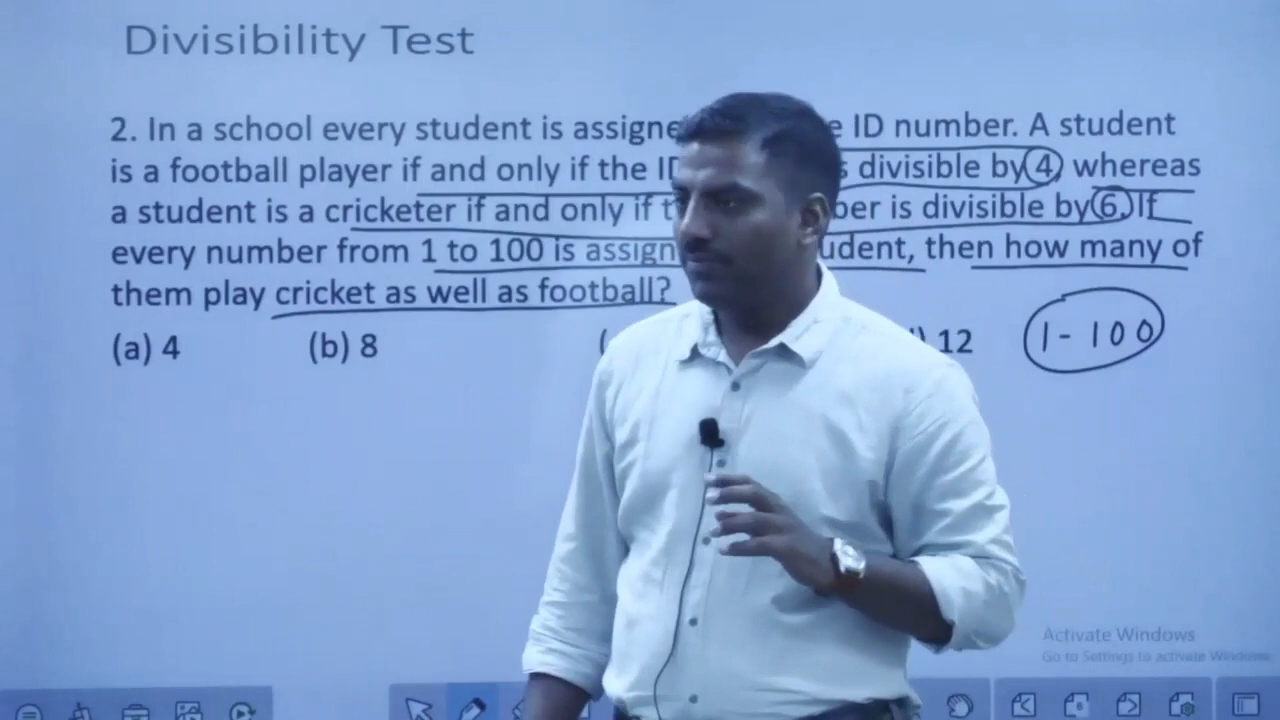 Divisibility Test
2. In a school every student is assigne ID number. A student
is a football player if and only if the divisible by 4, whereas
a student is a cricketer if and only if is divisible by 6. If
every number from 1 to 100 is assign udent, then how many of
them play cricket as well as football?
(a) 4 (b) 8 12 1-100
Activate Windows
Go to Settings to activate Windows.